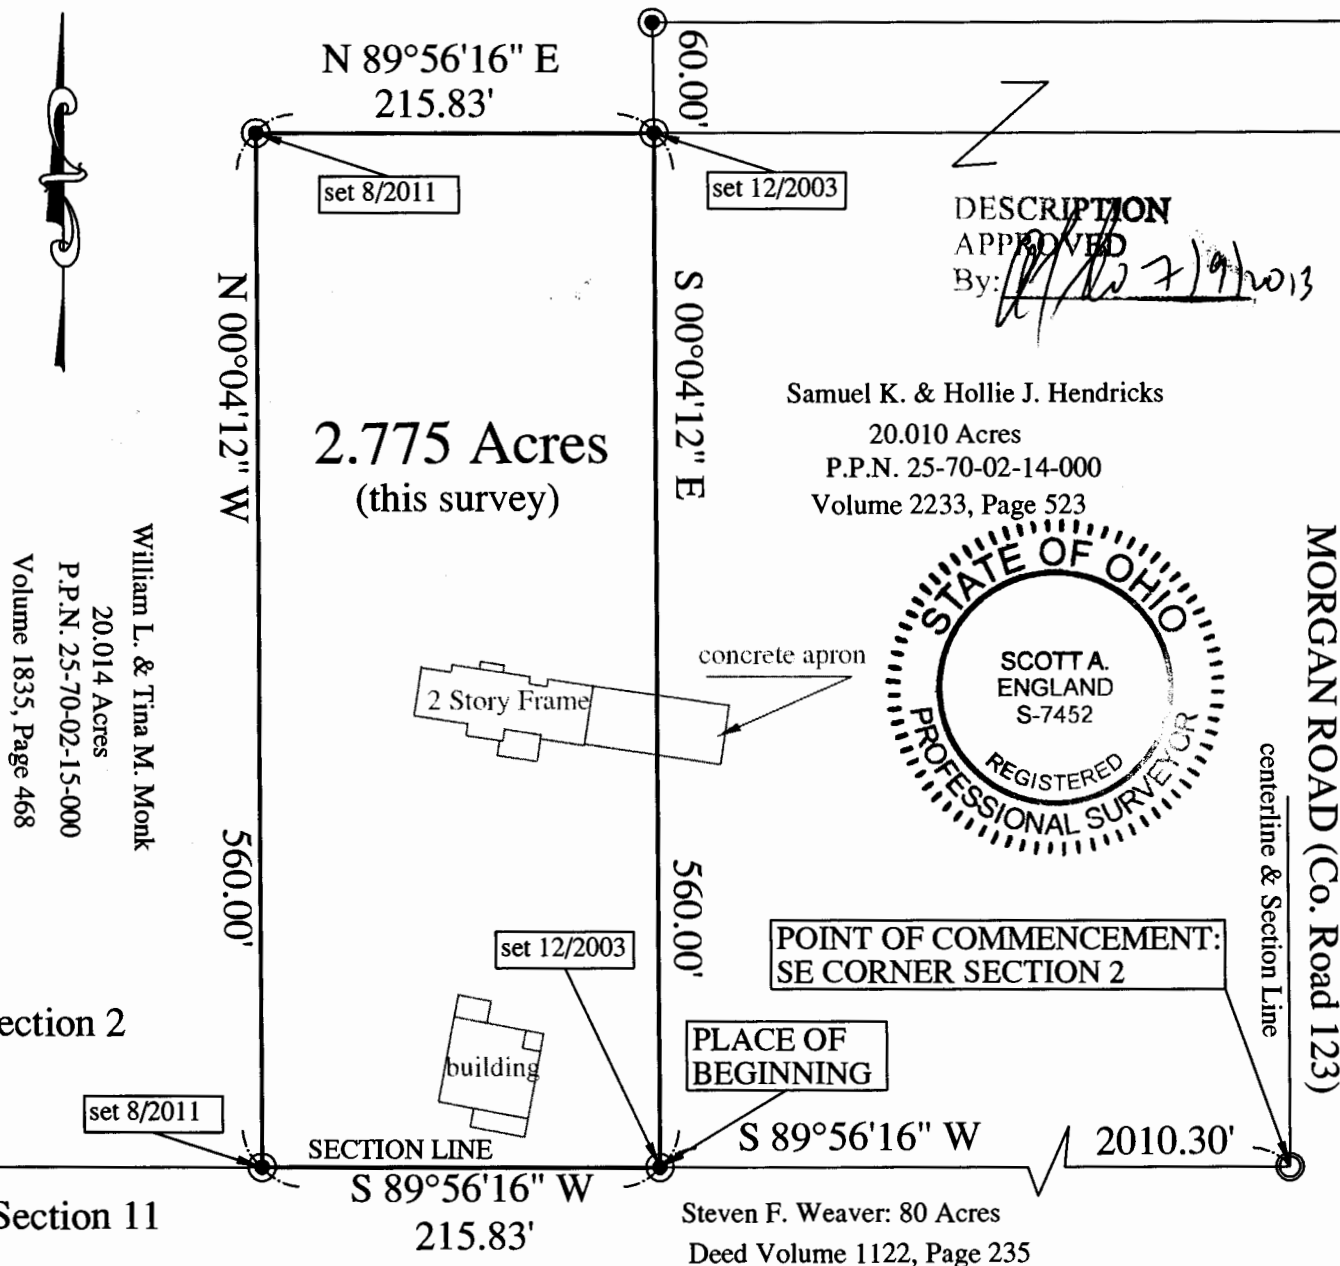 N 89°56'16" E
215.83'
60.00'
set 8/2011
set 12/2003
DESCRIPTION
APPROVED
By: 7/9/2013
N 00°04'12" W
S 00°04'12" E
Samuel K. & Hollie J. Hendricks
20.010 Acres
P.P.N. 25-70-02-14-000
Volume 2233, Page 523
2.775 Acres
(this survey)
William L. & Tina M. Monk
20.014 Acres
P.P.N. 25-70-02-15-000
Volume 1835, Page 468
STATE OF OHIO
SCOTT A.
ENGLAND
S-7452
REGISTERED
PROFESSIONAL SURVEYOR
MORGAN ROAD (Co. Road 123)
centerline & Section Line
concrete apron
2 Story Frame
560.00'
560.00'
set 12/2003
POINT OF COMMENCEMENT:
SE CORNER SECTION 2
PLACE OF
BEGINNING
ection 2
building
set 8/2011
SECTION LINE
S 89°56'16" W
215.83'
S 89°56'16" W 2010.30'
Section 11
Steven F. Weaver: 80 Acres
Deed Volume 1122, Page 235